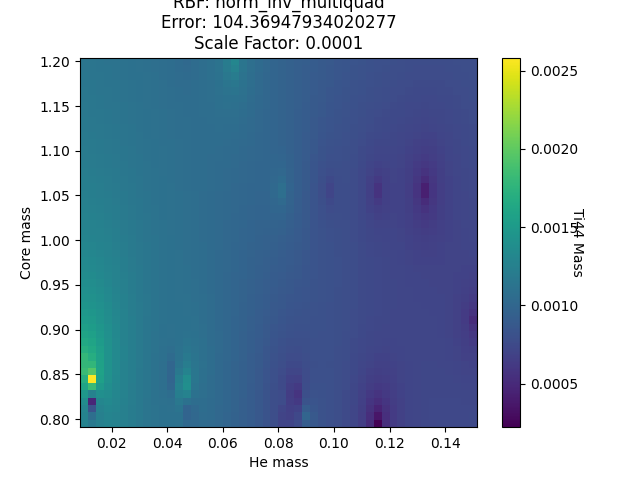 RBF: norm_inv_multiquad
Error: 104.36947934020277
Scale Factor: 0.0001
1.20
1.15
1.10
1.05
1.00
0.95
0.90
0.85
0.80
Core mass
0.02 0.04 0.06 0.08 0.10 0.12 0.14
He mass
0.0025
0.0020
0.0015
0.0010
0.0005
Ti44 Mass